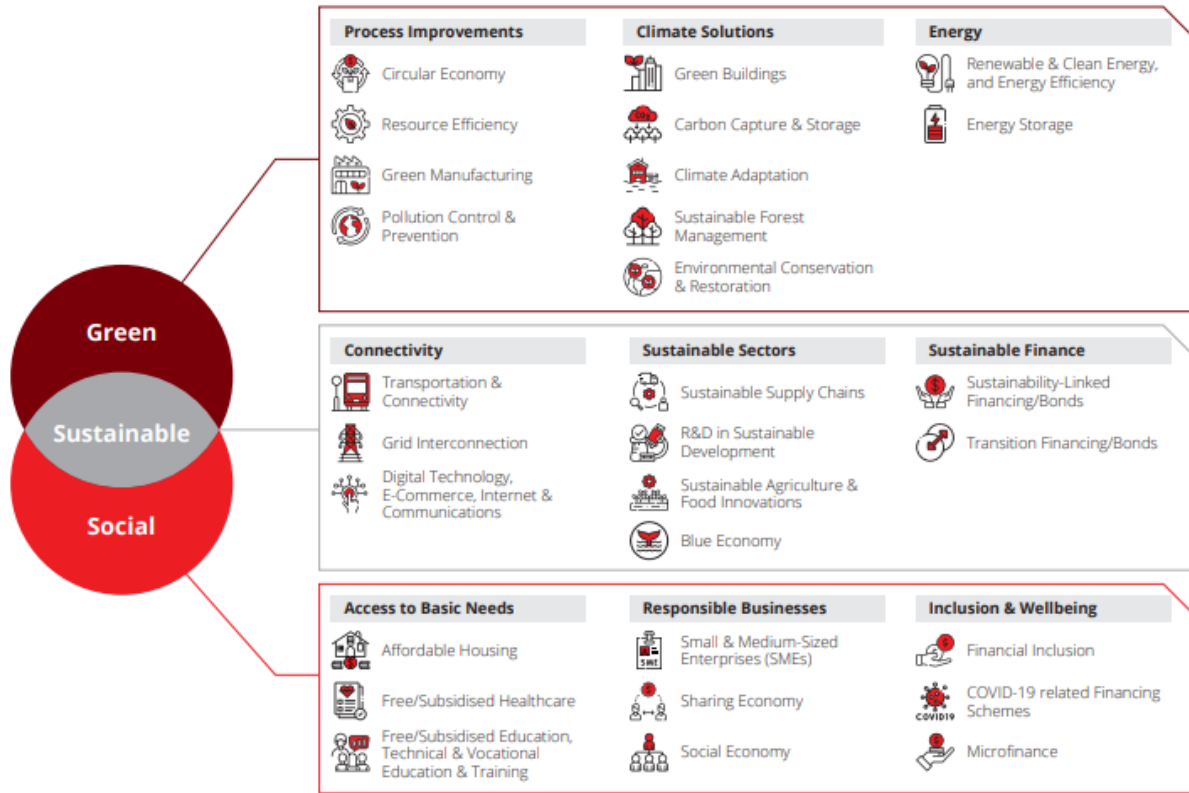 Green
Sustainable
Social
Process Improvements
Circular Economy
Resource Efficiency
Green Manufacturing
Pollution Control &
Prevention
Climate Solutions
Green Buildings
CO2
Carbon Capture & Storage
Climate Adaptation
Sustainable Forest
Management
Environmental Conservation
& Restoration
Energy
Renewable & Clean Energy,
and Energy Efficiency
Energy Storage
Connectivity
Transportation &
Connectivity
Grid Interconnection
Digital Technology,
E-Commerce, Internet &
Communications
Sustainable Sectors
Sustainable Supply Chains
R&D in Sustainable
Development
Sustainable Agriculture &
Food Innovations
Blue Economy
Sustainable Finance
$
Sustainability-Linked
Financing/Bonds
Transition Financing/Bonds
Access to Basic Needs
Affordable Housing
Free/Subsidised Healthcare
Free/Subsidised Education,
Technical & Vocational
Education & Training
Responsible Businesses
SME
Small & Medium-Sized
Enterprises (SMEs)
$
Sharing Economy
Social Economy
Inclusion & Wellbeing
$
Financial Inclusion
COVID19
COVID-19 related Financing
Schemes
Microfinance